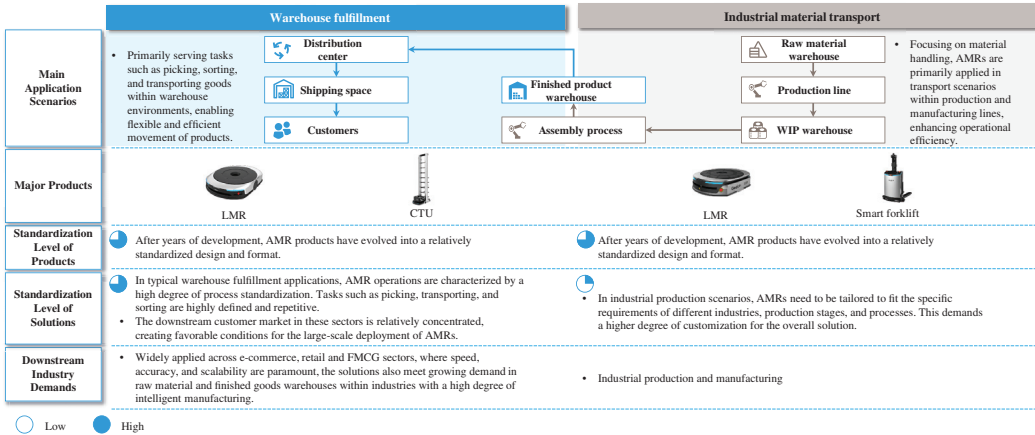 Warehouse fulfillment
Industrial material transport
Main
Application
Scenarios
• Primarily serving tasks
such as picking, sorting,
and transporting goods
within warehouse
environments, enabling
flexible and efficient
movement of products.
Distribution
center
Shipping space
Customers
Finished product
warehouse
Assembly process
Raw material
warehouse
Production line
WIP warehouse
• Focusing on material
handling, AMRs are
primarily applied in
transport scenarios
within production and
manufacturing lines,
enhancing operational
efficiency.
Major Products
LMR
CTU
LMR
Smart forklift
Standardization
Level of
Products
After years of development, AMR products have evolved into a relatively
standardized design and format.
After years of development, AMR products have evolved into a relatively
standardized design and format.
Standardization
Level of
Solutions
• In typical warehouse fulfillment applications, AMR operations are characterized by a
high degree of process standardization. Tasks such as picking, transporting, and
sorting are highly defined and repetitive.
• The downstream customer market in these sectors is relatively concentrated,
creating favorable conditions for the large-scale deployment of AMRs.
• In industrial production scenarios, AMRs need to be tailored to fit the specific
requirements of different industries, production stages, and processes. This demands
a higher degree of customization for the overall solution.
Downstream
Industry
Demands
• Widely applied across e-commerce, retail and FMCG sectors, where speed,
accuracy, and scalability are paramount, the solutions also meet growing demand in
raw material and finished goods warehouses within industries with a high degree of
intelligent manufacturing.
• Industrial production and manufacturing
Low
High